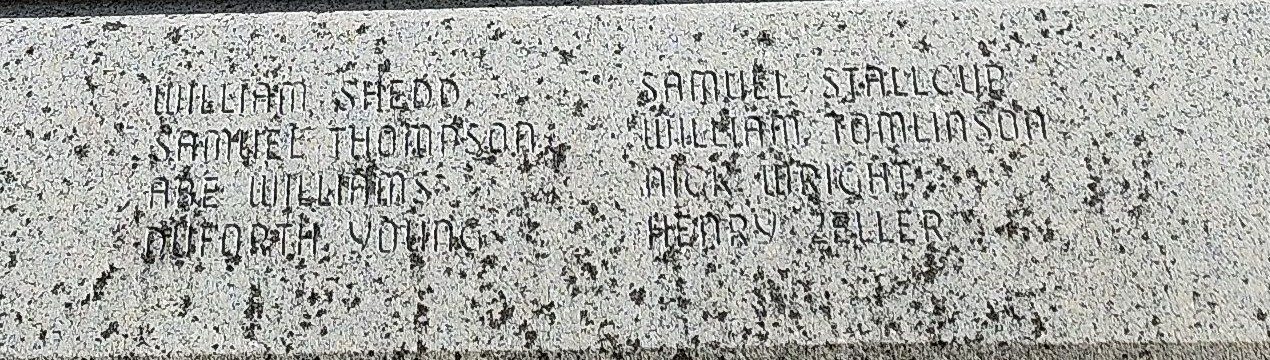 WILLIAM SHEDD
SAMUEL THOMPSON
ABE WILLIAMS
DUFORTH YOUNG
SAMUEL STALLCUP
WILLIAM TOMLINSON
NICK WRIGHT
HENRY ZELLER